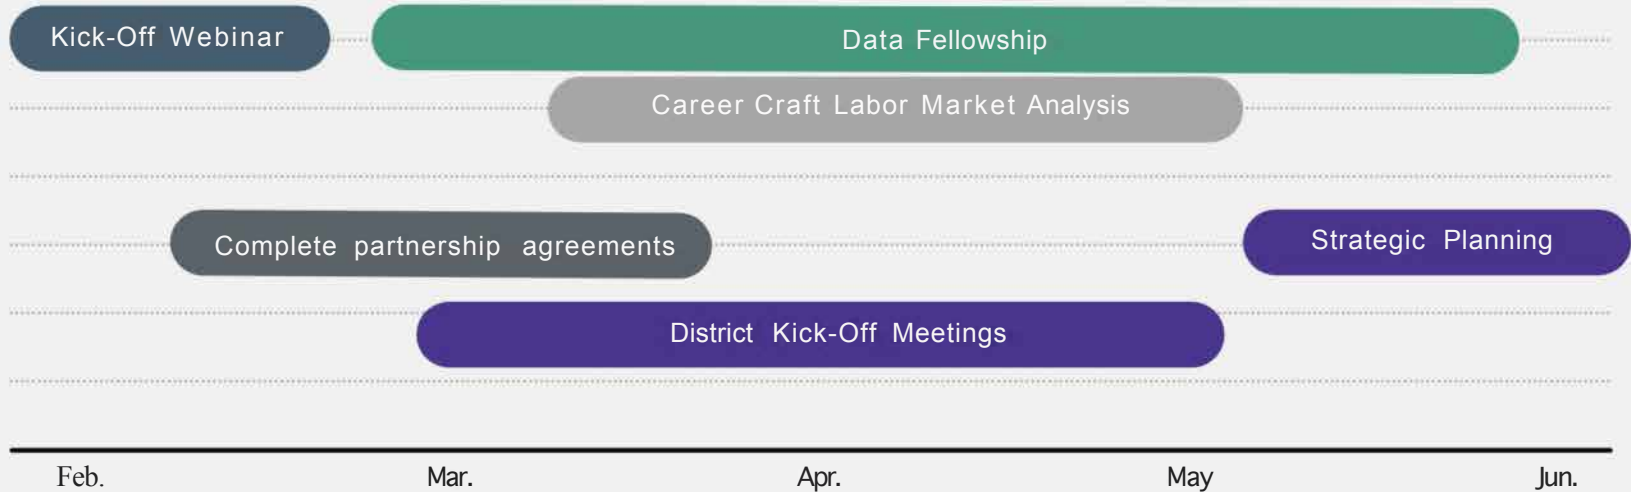 Kick-Off Webinar
Data Fellowship
Career Craft Labor Market Analysis
Complete partnership agreements
Strategic Planning
District Kick-Off Meetings
Feb.
Mar.
Apr.
May
Jun.